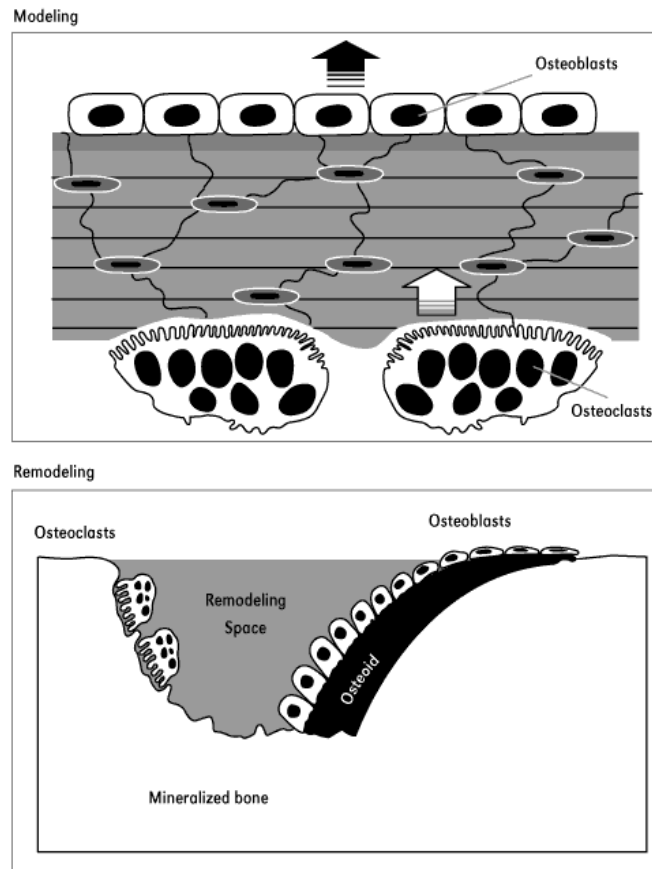 Modeling
Osteoblasts
Osteoclasts
Remodeling
Osteoblasts
Osteoclasts
Remodeling
Space
Osteoid
Mineralized bone